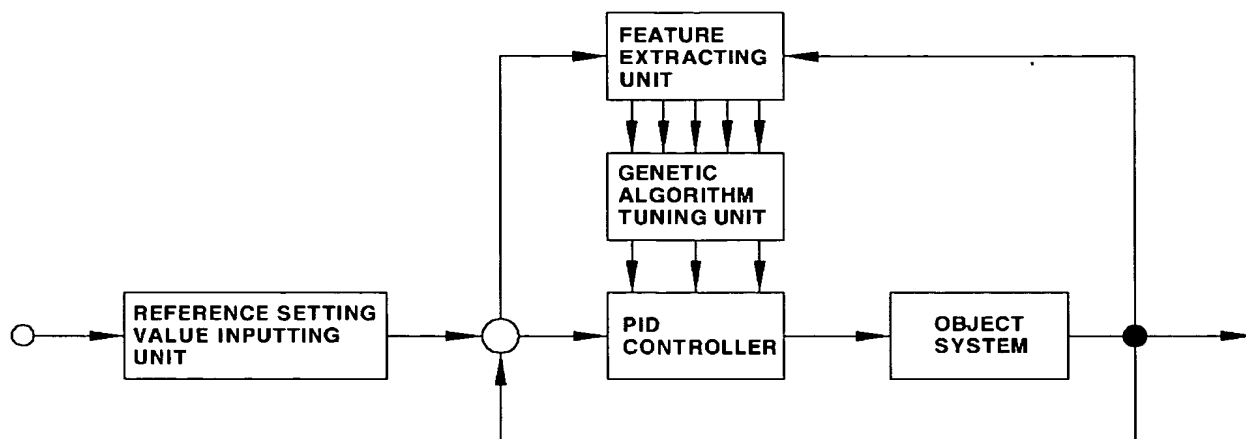 FEATURE
EXTRACTING
UNIT
GENETIC
ALGORITHM
TUNING UNIT
REFERENCE SETTING
VALUE INPUTTING
UNIT
PID
CONTROLLER
OBJECT
SYSTEM